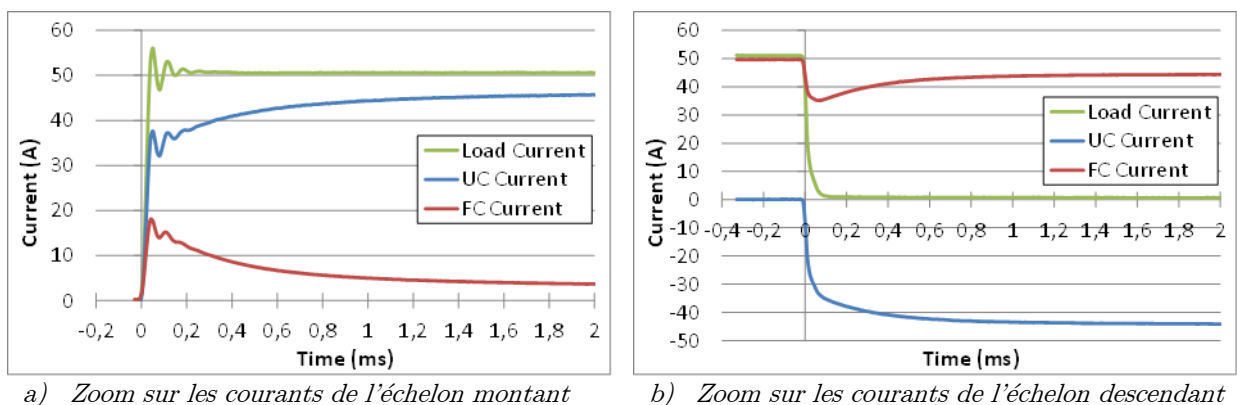 60
50
40
30
20
10
0
-0,2 0 0,2 0,4 0,6 0,8 1 1,2 1,4 1,6 1,8 2
Current (A)
Time (ms)
Load Current
UC Current
FC Current
a) Zoom sur les courants de l'échelon montant
60
50
40
30
20
10
0
-10
-20
-30
-40
-50
-0,4 -0,2 0 0,2 0,4 0,6 0,8 1 1,2 1,4 1,6 1,8 2
Current (A)
Time (ms)
Load Current
UC Current
FC Current
b) Zoom sur les courants de l'échelon descendant